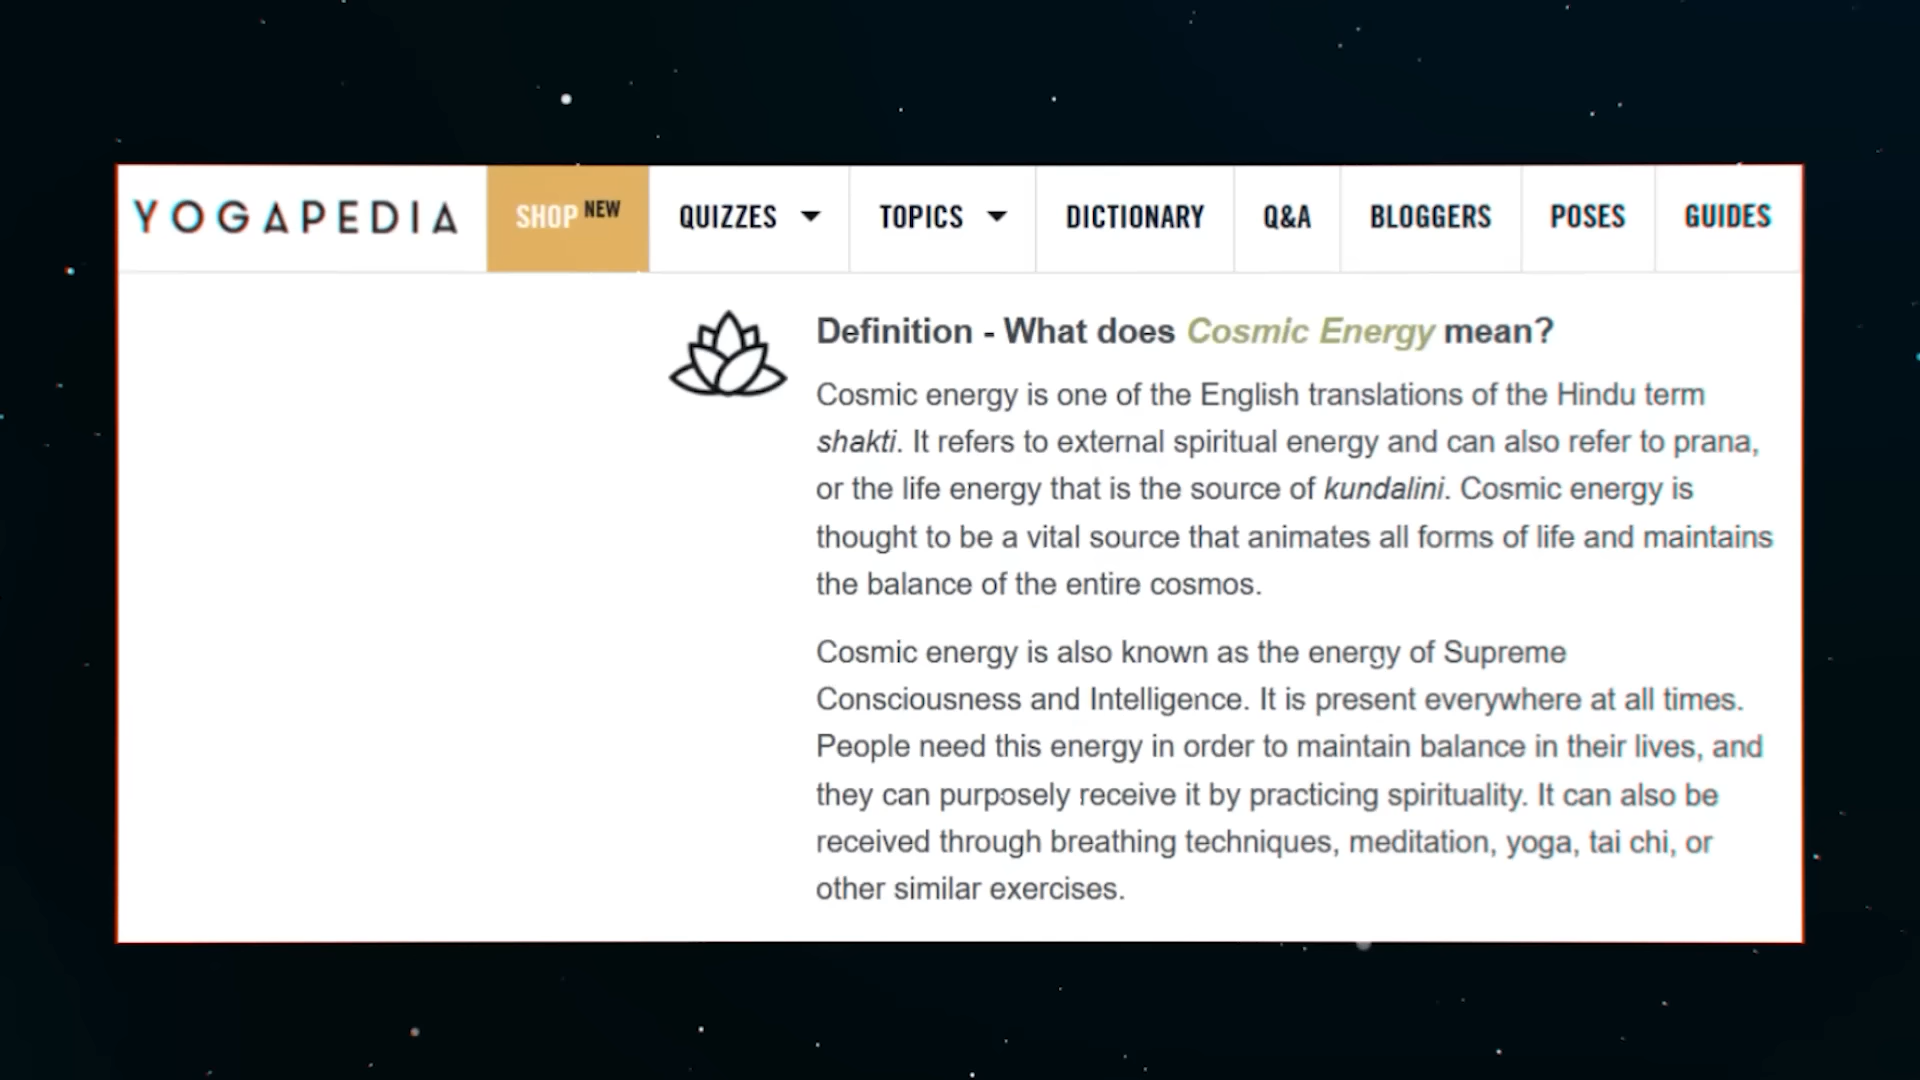 YOGAPEDIA SHOP NEW QUIZZES TOPICS DICTIONARY Q&A BLOGGERS POSES GUIDES
Definition - What does Cosmic Energy mean?
Cosmic energy is one of the English translations of the Hindu term
shakti. It refers to external spiritual energy and can also refer to prana,
or the life energy that is the source of kundalini. Cosmic energy is
thought to be a vital source that animates all forms of life and maintains
the balance of the entire cosmos.
Cosmic energy is also known as the energy of Supreme
Consciousness and Intelligence. It is present everywhere at all times.
People need this energy in order to maintain balance in their lives, and
they can purposely receive it by practicing spirituality. It can also be
received through breathing techniques, meditation, yoga, tai chi, or
other similar exercises.